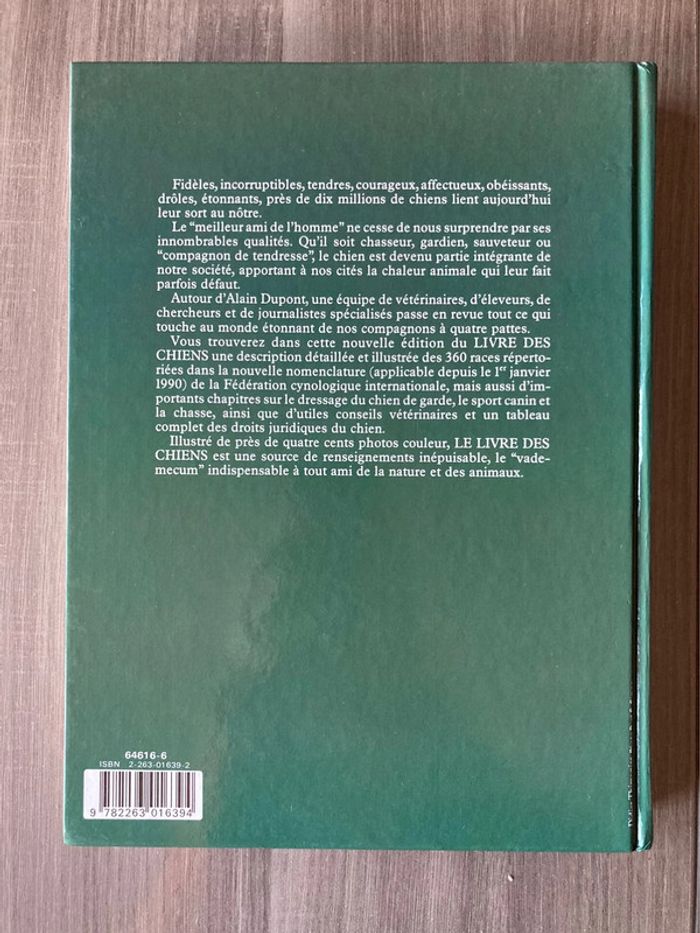 Fidèles, incorruptibles, tendres, courageux, affectueux, obéissants,
drôles, étonnants, près de dix millions de chiens lient aujourd'hui
leur sort au nôtre.
Le "meilleur ami de l'homme" ne cesse de nous surprendre par ses
innombrables qualités. Qu'il soit chasseur, gardien, sauveteur ou
"compagnon de tendresse", le chien est devenu partie intégrante de
notre société, apportant à nos cités la chaleur animale qui leur fait
parfois défaut.
Autour d'Alain Dupont, une équipe de vétérinaires, d'éleveurs, de
chercheurs et de journalistes spécialisés passe en revue tout ce qui
touche au monde étonnant de nos compagnons à quatre pattes.
Vous trouverez dans cette nouvelle édition du LIVRE DES
CHIENS une description détaillée et illustrée des 360 races réperto-
riées dans la nouvelle nomenclature (applicable depuis le 1er janvier
1990) de la Fédération cynologique internationale, mais aussi d'im-
portants chapitres sur le dressage du chien de garde, le sport canin et
la chasse, ainsi que d'utiles conseils vétérinaires et un tableau
complet des droits juridiques du chien.
Illustré de près de quatre cents photos couleur, LE LIVRE DES
CHIENS est une source de renseignements inépuisable, le "vade-
mecum" indispensable à tout ami de la nature et des animaux.
64616-6
ISBN 2-263-01639-2
9 782263 016394